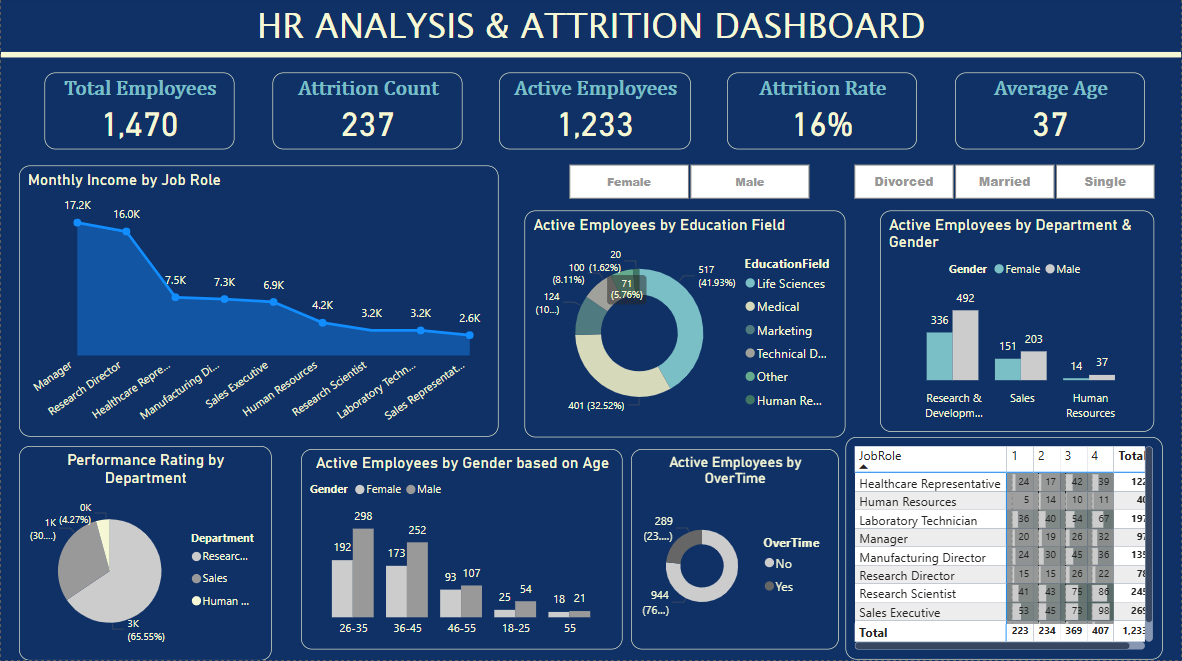 HR ANALYSIS & ATTRITION DASHBOARD
Total Employees
1,470
Attrition Count
237
Active Employees
1,233
Attrition Rate
16%
Average Age
37
Monthly Income by Job Role
17.2K
16.0K
7.5K
7.3K
6.9K
4.2K
3.2K
3.2K
2.6K
Manager
Research Director
Healthcare Repre...
Manufacturing Di...
Sales Executive
Human Resources
Research Scientist
Laboratory Techn...
Sales Representat...
Female
Male
Divorced
Married
Single
Active Employees by Education Field
20
(1.62%)
100
(8.11%)
71
(5.76%)
124
(10...)
517
(41.93%)
401 (32.52%)
EducationField
Life Sciences
Medical
Marketing
Technical D...
Other
Human Re...
Active Employees by Department &
Gender
Gender Female Male
336
492
151
203
14
37
Research &
Developm...
Sales
Human
Resources
Performance Rating by
Department
0K
(4.27%)
1K
(30....)
3K
(65.55%)
Department
Researc...
Sales
Human ...
Active Employees by Gender based on Age
Gender Female Male
192
298
173
252
93
107
25
54
18
21
26-35
36-45
46-55
18-25
55
Active Employees by
OverTime
289
(23....)
944
(76...)
OverTime
No
Yes
JobRole 1 2 3 4 Total
Healthcare Representative 24 17 42 39 122
Human Resources 5 14 10 11 40
Laboratory Technician 36 40 54 67 197
Manager 20 19 26 32 97
Manufacturing Director 24 30 45 36 135
Research Director 15 15 26 22 78
Research Scientist 41 43 75 86 245
Sales Executive 53 45 73 98 269
Total 223 234 369 407 1,233